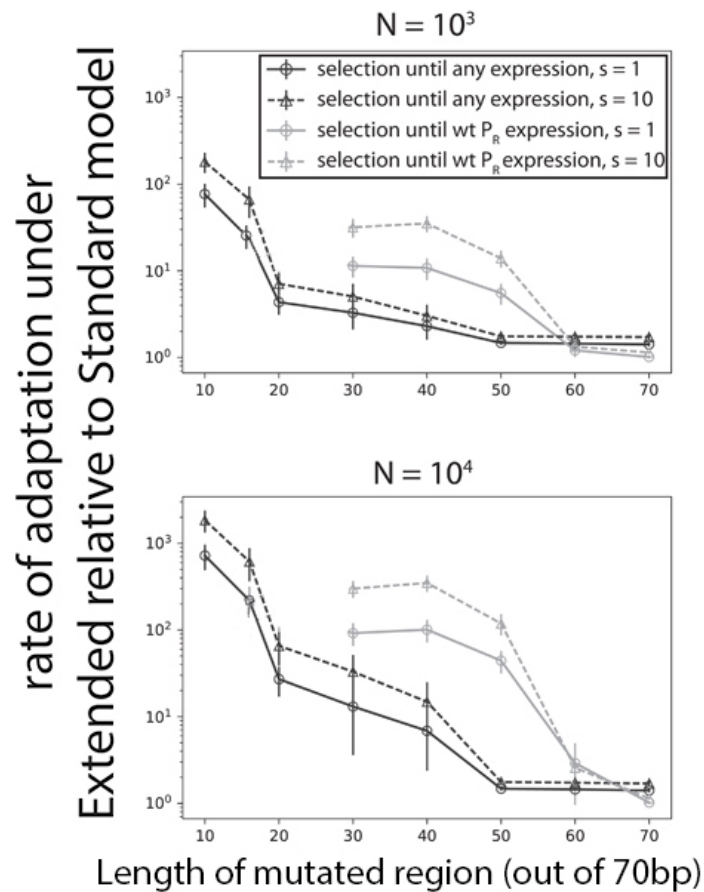 N = 10³
rate of adaptation under
Extended relative to Standard model
selection until any expression, s = 1
selection until any expression, s = 10
selection until wt P_R expression, s = 1
selection until wt P_R expression, s = 10
10³
10²
10¹
10⁰
10 20 30 40 50 60 70
N = 10⁴
10³
10²
10¹
10⁰
10 20 30 40 50 60 70
Length of mutated region (out of 70bp)